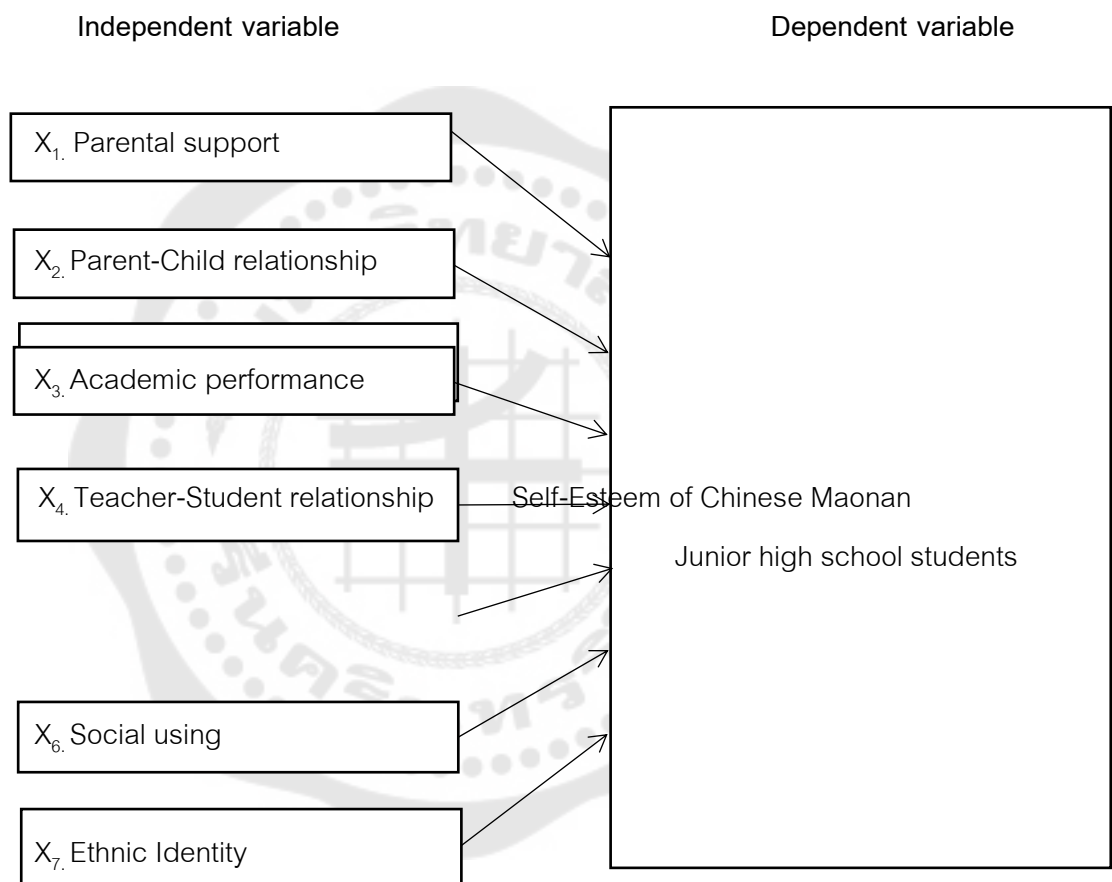 Independent variable
Dependent variable
X1. Parental support
X2. Parent-Child relationship
X3. Academic performance
X4. Teacher-Student relationship
Self-Esteem of Chinese Maonan
Junior high school students
X6. Social using
X7. Ethnic Identity